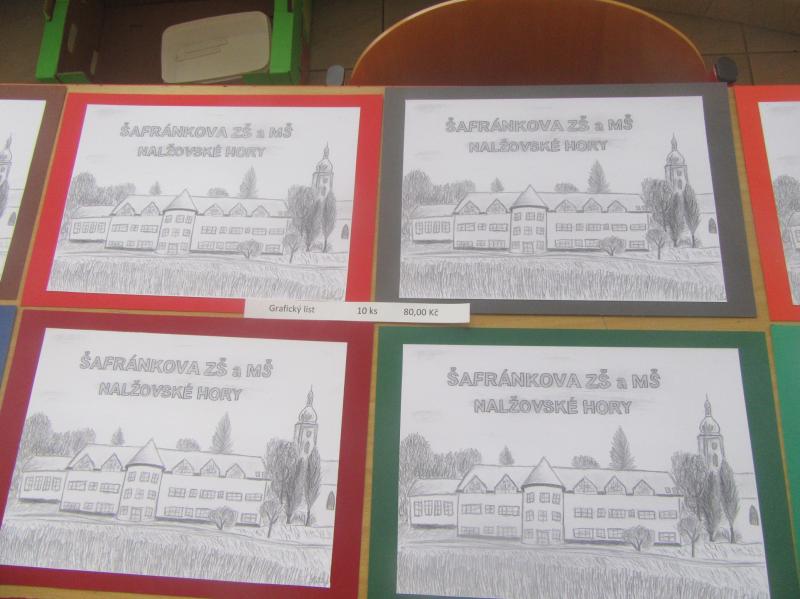 ŠAFRÁNKOVA ZŠ a MŠ
NALŽOVSKÉ HORY
ŠAFRÁNKOVA ZŠ a MŠ
NALŽOVSKÉ HORY
Grafický list 10 ks 80,00 Kč
ŠAFRÁNKOVA ZŠ a MŠ
NALŽOVSKÉ HORY
ŠAFRÁNKOVA ZŠ a MŠ
NALŽOVSKÉ HORY